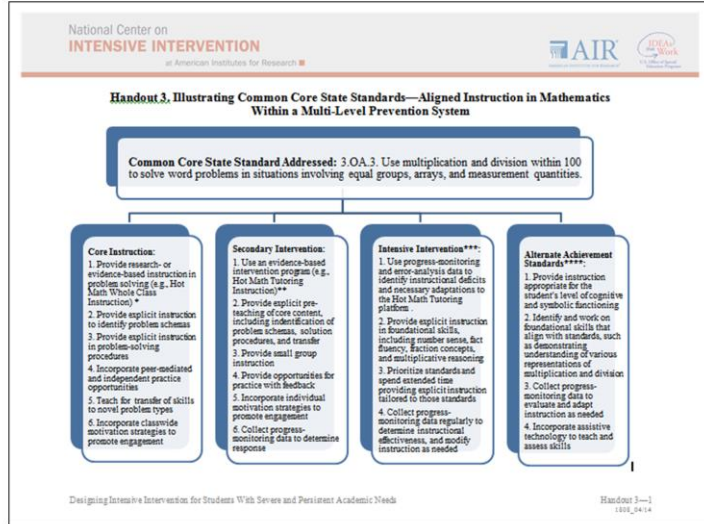 National Center on
INTENSIVE INTERVENTION
at American Institutes for Research
AIR
IDEAs
that
Work
Handout 3. Illustrating Common Core State Standards—Aligned Instruction in Mathematics
Within a Multi-Level Prevention System
Common Core State Standard Addressed: 3.OA.3. Use multiplication and division within 100
to solve word problems in situations involving equal groups, arrays, and measurement quantities.
Core Instruction:
1. Provide research- or
evidence-based instruction in
problem solving (e.g., Hot
Math Whole Class
Instruction) *
2. Provide explicit instruction
to identify problem schemas
3. Provide explicit instruction
in problem-solving
procedures
4. Incorporate peer-mediated
and independent practice
opportunities
5. Teach for transfer of skills
to novel problem types
6. Incorporate classwide
motivation strategies to
promote engagement
Secondary Intervention:
1. Use an evidence-based
intervention program (e.g.,
Hot Math Tutoring
Instruction)**
2. Provide explicit pre-
teaching of core content,
including indentification of
problem schemas, solution
procedures, and transfer
3. Provide small group
instruction
4. Provide opportunities for
practice with feedback
5. Incorporate individual
motivation strategies to
promote engagement
6. Collect progress-
monitoring data to determine
response
Intensive Intervention***:
1. Use progress-monitoring
and error-analysis data to
identify instructional deficits
and necessary adaptations to
the Hot Math Tutoring
platform .
2. Provide explicit instruction
in foundational skills,
including number sense, fact
fluency, fraction concepts,
and multiplicative reasoning
3. Prioritize standards and
spend extended time
providing explicit instruction
tailored to those standards
4. Collect progress-
monitoring data regularly to
determine instructional
effectiveness, and modify
instruction as needed
Alternate Achievement
Standards****:
1. Provide instruction
appropriate for the
student's level of cognitive
and symbolic functioning
2. Identify and work on
foundational skills that
align with standards, such
as demonstrating
understanding of various
representations of
multiplication and division
3. Collect progress-
monitoring data to
evaluate and adapt
instruction as needed
4. Incorporate assistive
technology to teach and
assess skills
Designing Intensive Intervention for Students With Severe and Persistent Academic Needs
Handout 3—1
1808_04/14